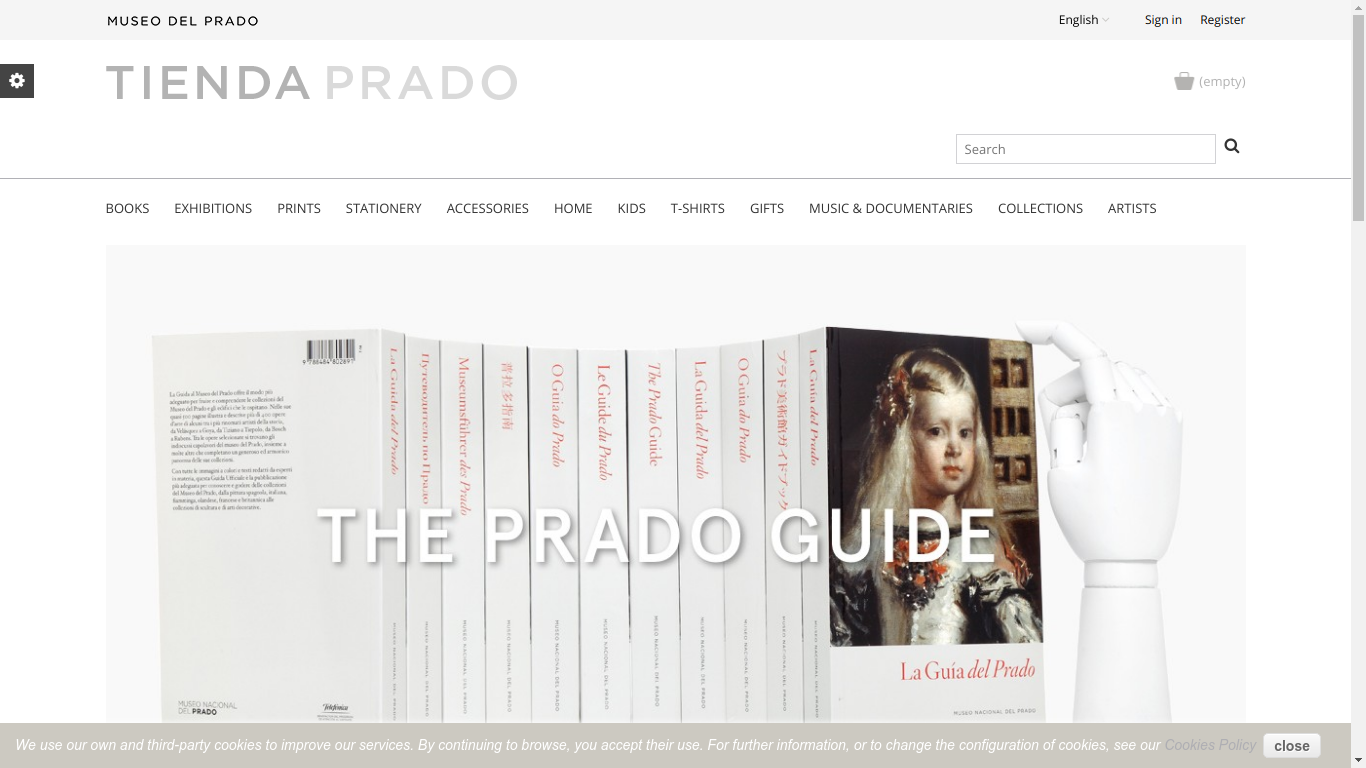 MUSEO DEL PRADO
English
Sign in
Register
TIENDA PRADO
(empty)
Search
BOOKS
EXHIBITIONS
PRINTS
STATIONERY
ACCESSORIES
HOME
KIDS
T-SHIRTS
GIFTS
MUSIC & DOCUMENTARIES
COLLECTIONS
ARTISTS
La Guida del Prado
Путеводитель по Прадо
Museumsführer des Prado
普拉多指南
O Guia do Prado
Le Guide du Prado
The Prado Guide
La Guida del Prado
O Guia do Prado
プラド美術館ガイドブック
La Guía del Prado
THE PRADO GUIDE
La Guía del Prado
MUSEO NACIONAL DEL PRADO
MUSEO NACIONAL
DEL PRADO
Telefónica
We use our own and third-party cookies to improve our services. By continuing to browse, you accept their use. For further information, or to change the configuration of cookies, see our Cookies Policy
close